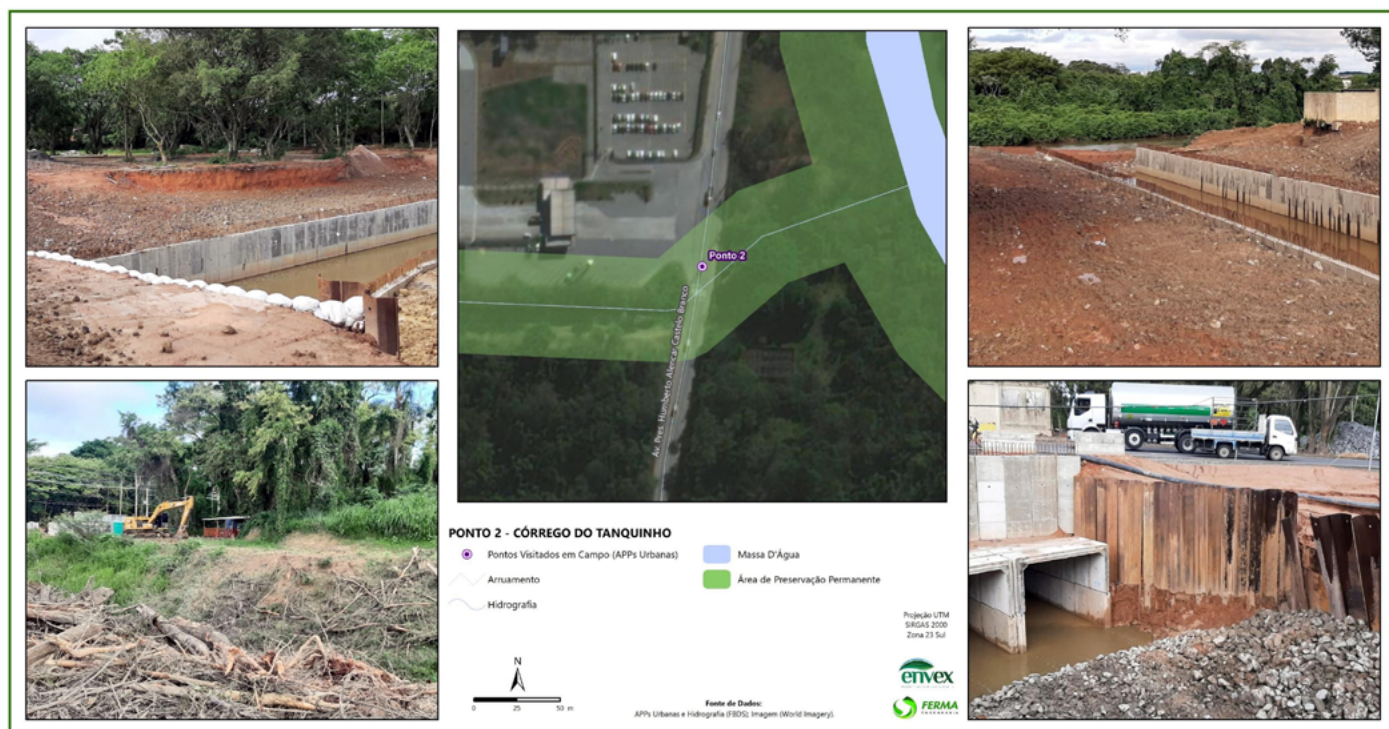 Ponto 2
Av. Pres. Humberto Alencar Castelo Branco
PONTO 2 - CÓRREGO DO TANQUINHO
Pontos Visitados em Campo (APPs Urbanas)
Arruamento
Hidrografia
Massa D'Água
Área de Preservação Permanente
Projeção UTM
SIRGAS 2000
Zona 23 Sul
N
0 25 50 m
Fonte de Dados:
APPs Urbanas e Hidrografia (FBDS); Imagem (World Imagery).
envex
FERMA
ENGENHARIA